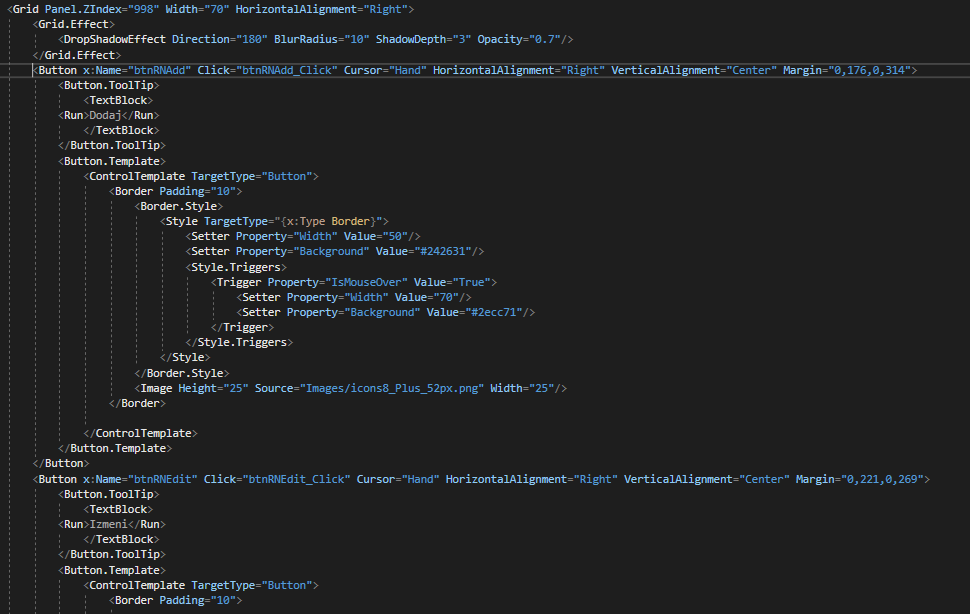 <Grid Panel.ZIndex="998" Width="70" HorizontalAlignment="Right">
<Grid.Effect>
<DropShadowEffect Direction="180" BlurRadius="10" ShadowDepth="3" Opacity="0.7"/>
</Grid.Effect>
<Button x:Name="btnRNAdd" Click="btnRNAdd_Click" Cursor="Hand" HorizontalAlignment="Right" VerticalAlignment="Center" Margin="0,176,0,314">
<Button.ToolTip>
<TextBlock>
<Run>Dodaj</Run>
</TextBlock>
</Button.ToolTip>
<Button.Template>
<ControlTemplate TargetType="Button">
<Border Padding="10">
<Border.Style>
<Style TargetType="{x:Type Border}">
<Setter Property="Width" Value="50"/>
<Setter Property="Background" Value="#242631"/>
<Style.Triggers>
<Trigger Property="IsMouseOver" Value="True">
<Setter Property="Width" Value="70"/>
<Setter Property="Background" Value="#2ecc71"/>
</Trigger>
</Style.Triggers>
</Style>
</Border.Style>
<Image Height="25" Source="Images/icons8_Plus_52px.png" Width="25"/>
</Border>
</ControlTemplate>
</Button.Template>
</Button>
<Button x:Name="btnRNEdit" Click="btnRNEdit_Click" Cursor="Hand" HorizontalAlignment="Right" VerticalAlignment="Center" Margin="0,221,0,269">
<Button.ToolTip>
<TextBlock>
<Run>Izmeni</Run>
</TextBlock>
</Button.ToolTip>
<Button.Template>
<ControlTemplate TargetType="Button">
<Border Padding="10">